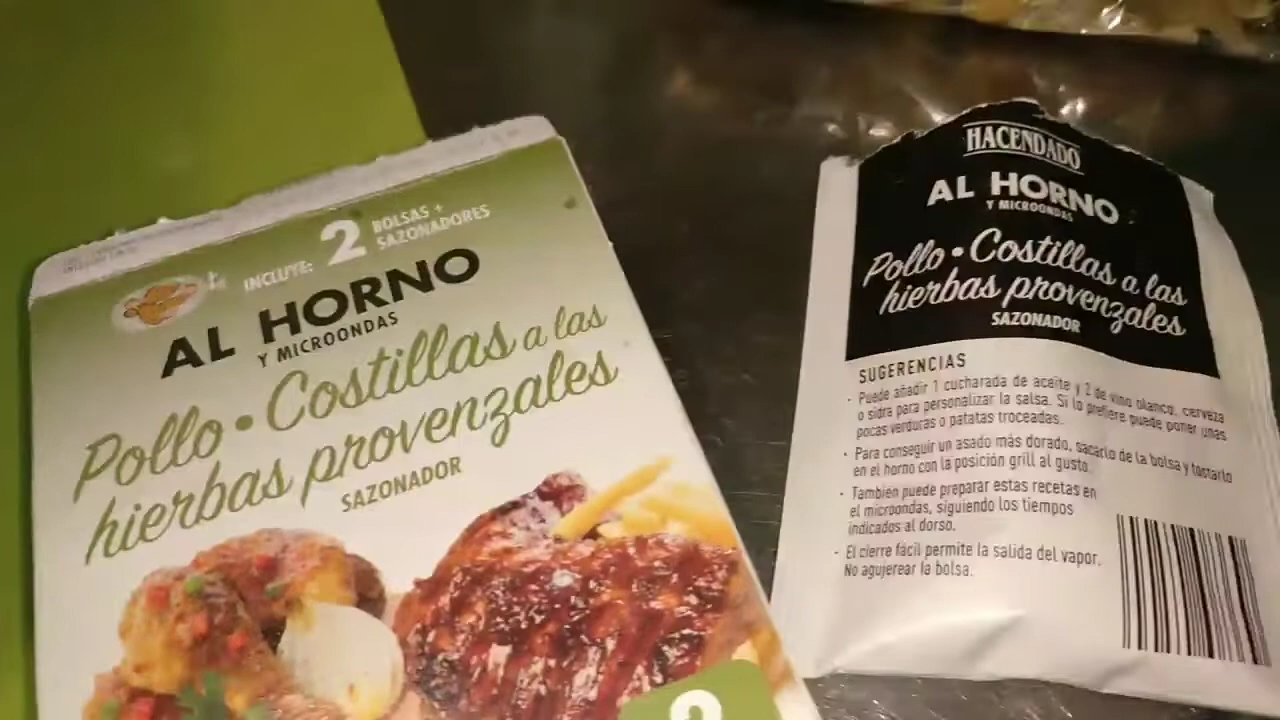 INCLUYE: 2 BOLSAS +
SAZONADORES
AL HORNO
Y MICROONDAS
Pollo • Costillas a las
hierbas provenzales
SAZONADOR
2
HACENDADO
AL HORNO
Y MICROONDAS
Pollo • Costillas a las
hierbas provenzales
SAZONADOR
SUGERENCIAS
· Puede añadir 1 cucharada de aceite y 2 de vino blanco, cerveza
o sidra para personalizar la salsa. Si lo prefiere puede poner unas
pocas verduras o patatas troceadas.
· Para conseguir un asado más dorado, sacarlo de la bolsa y tostarlo
en el horno con la posición grill al gusto.
· Tambien puede preparar estas recetas en
el microondas, siguiendo los tiempos
indicados al dorso.
· El cierre fácil permite la salida del vapor.
No agujerear la bolsa.